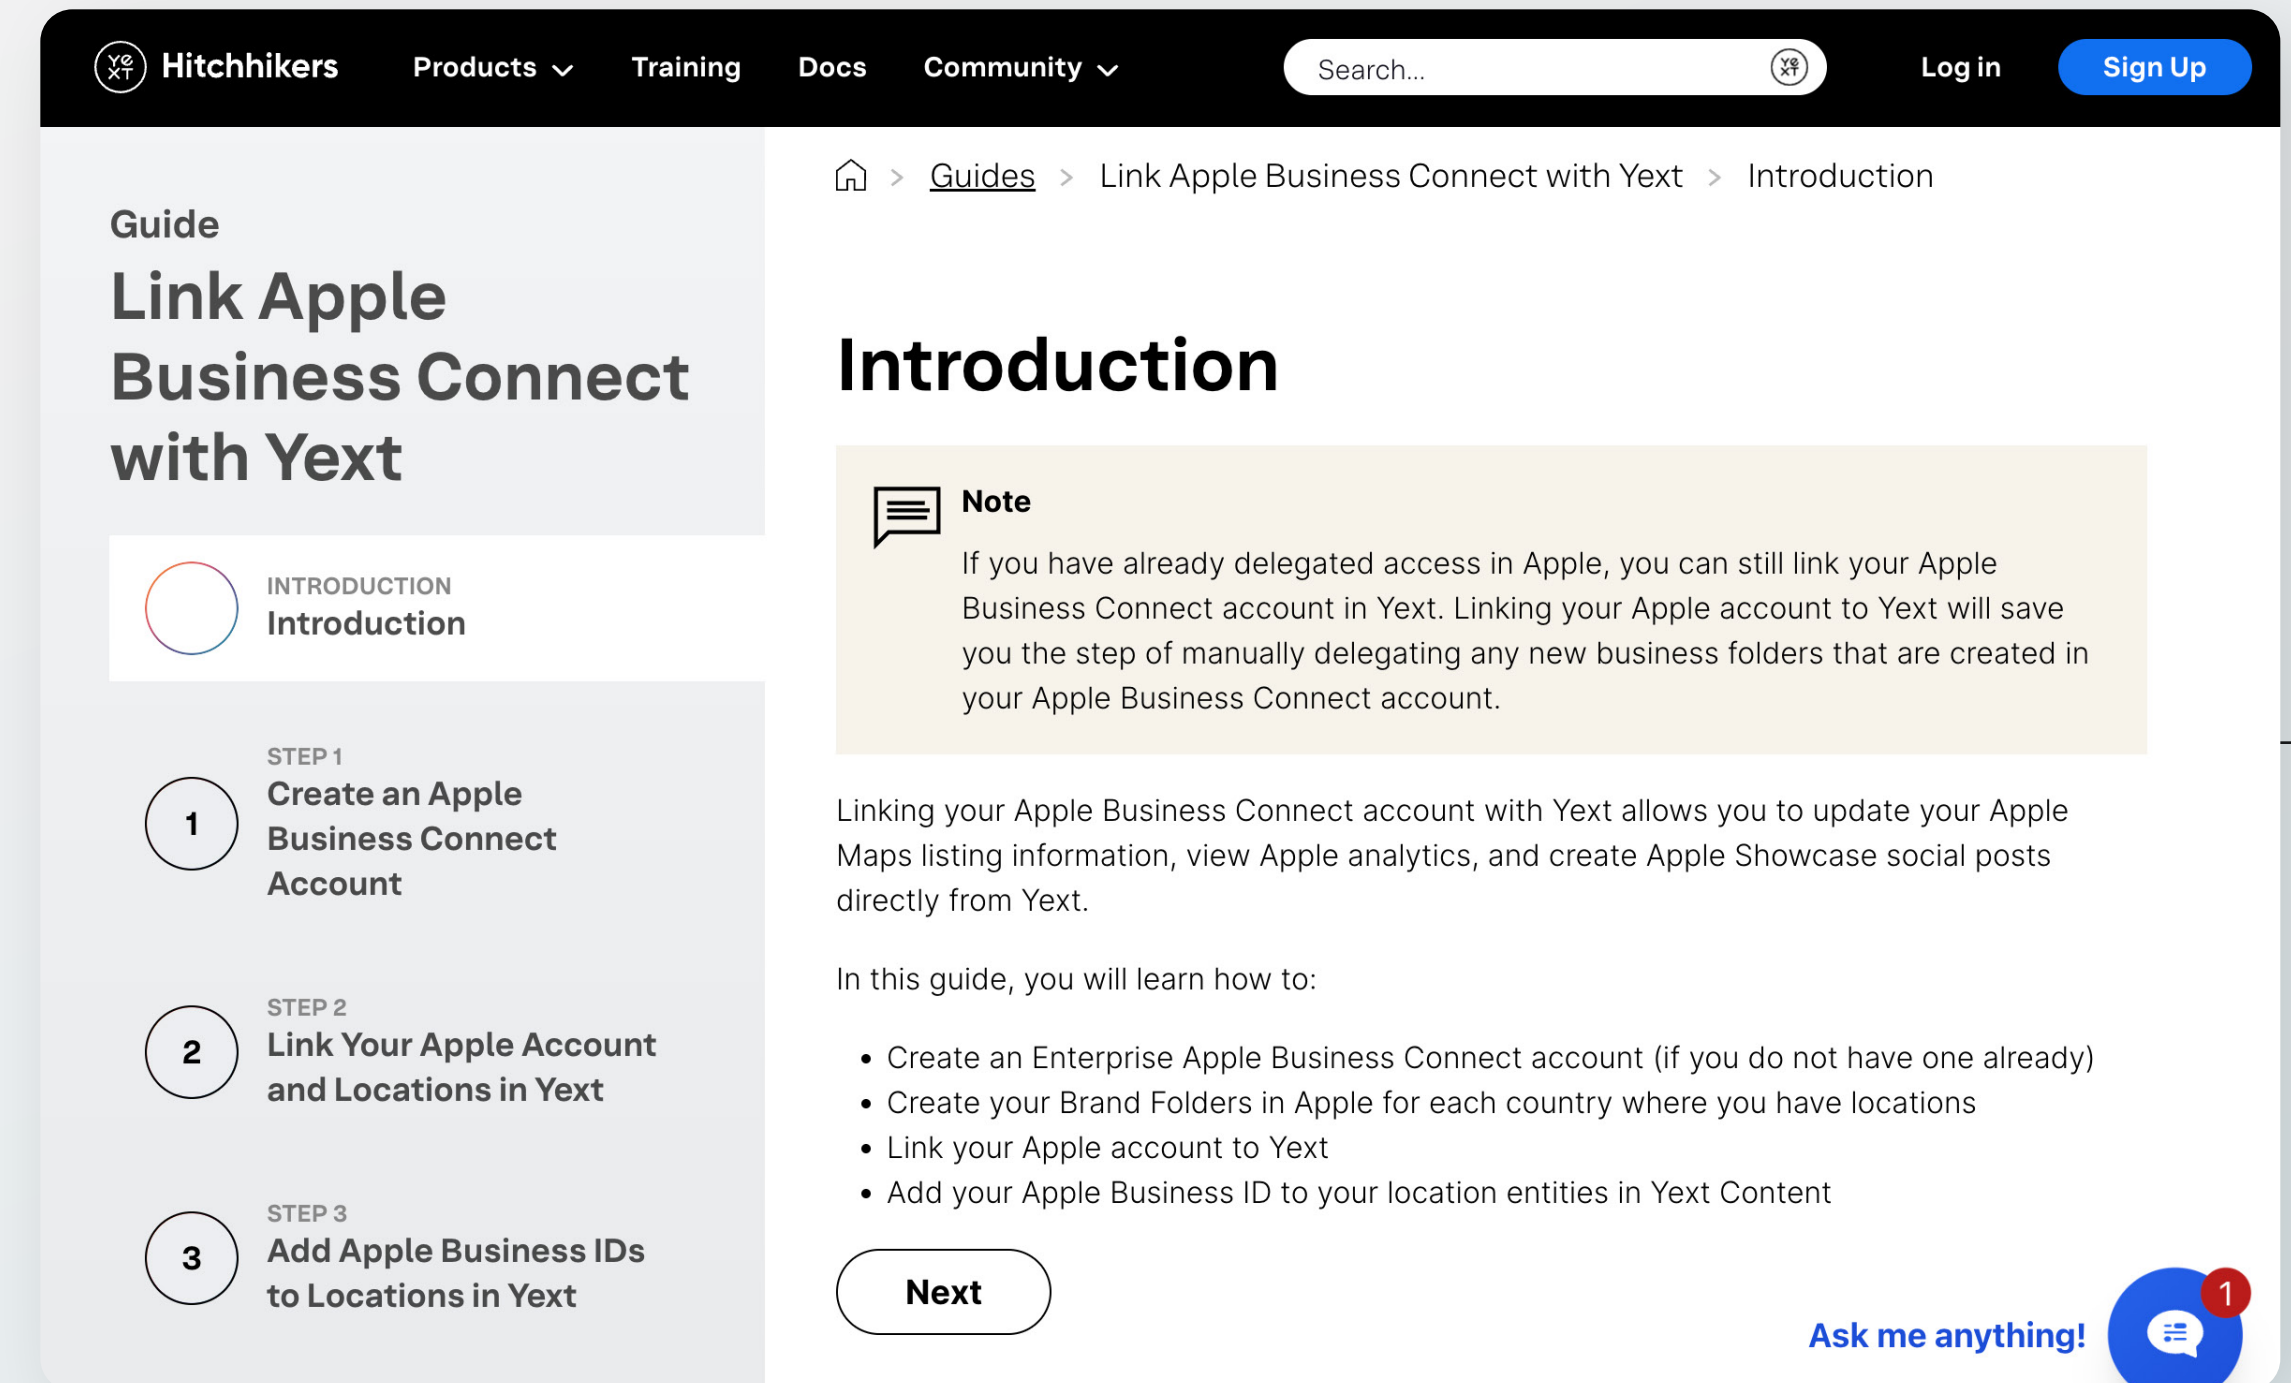 YEXT Hitchhikers Products Training Docs Community Search... YEXT Log in Sign Up
Guides > Link Apple Business Connect with Yext > Introduction
Guide
Link Apple
Business Connect
with Yext
INTRODUCTION
Introduction
STEP 1
1
Create an Apple
Business Connect
Account
STEP 2
2
Link Your Apple Account
and Locations in Yext
STEP 3
3
Add Apple Business IDs
to Locations in Yext
Introduction
Note
If you have already delegated access in Apple, you can still link your Apple
Business Connect account in Yext. Linking your Apple account to Yext will save
you the step of manually delegating any new business folders that are created in
your Apple Business Connect account.
Linking your Apple Business Connect account with Yext allows you to update your Apple
Maps listing information, view Apple analytics, and create Apple Showcase social posts
directly from Yext.
In this guide, you will learn how to:
• Create an Enterprise Apple Business Connect account (if you do not have one already)
• Create your Brand Folders in Apple for each country where you have locations
• Link your Apple account to Yext
• Add your Apple Business ID to your location entities in Yext Content
Next
Ask me anything!
1